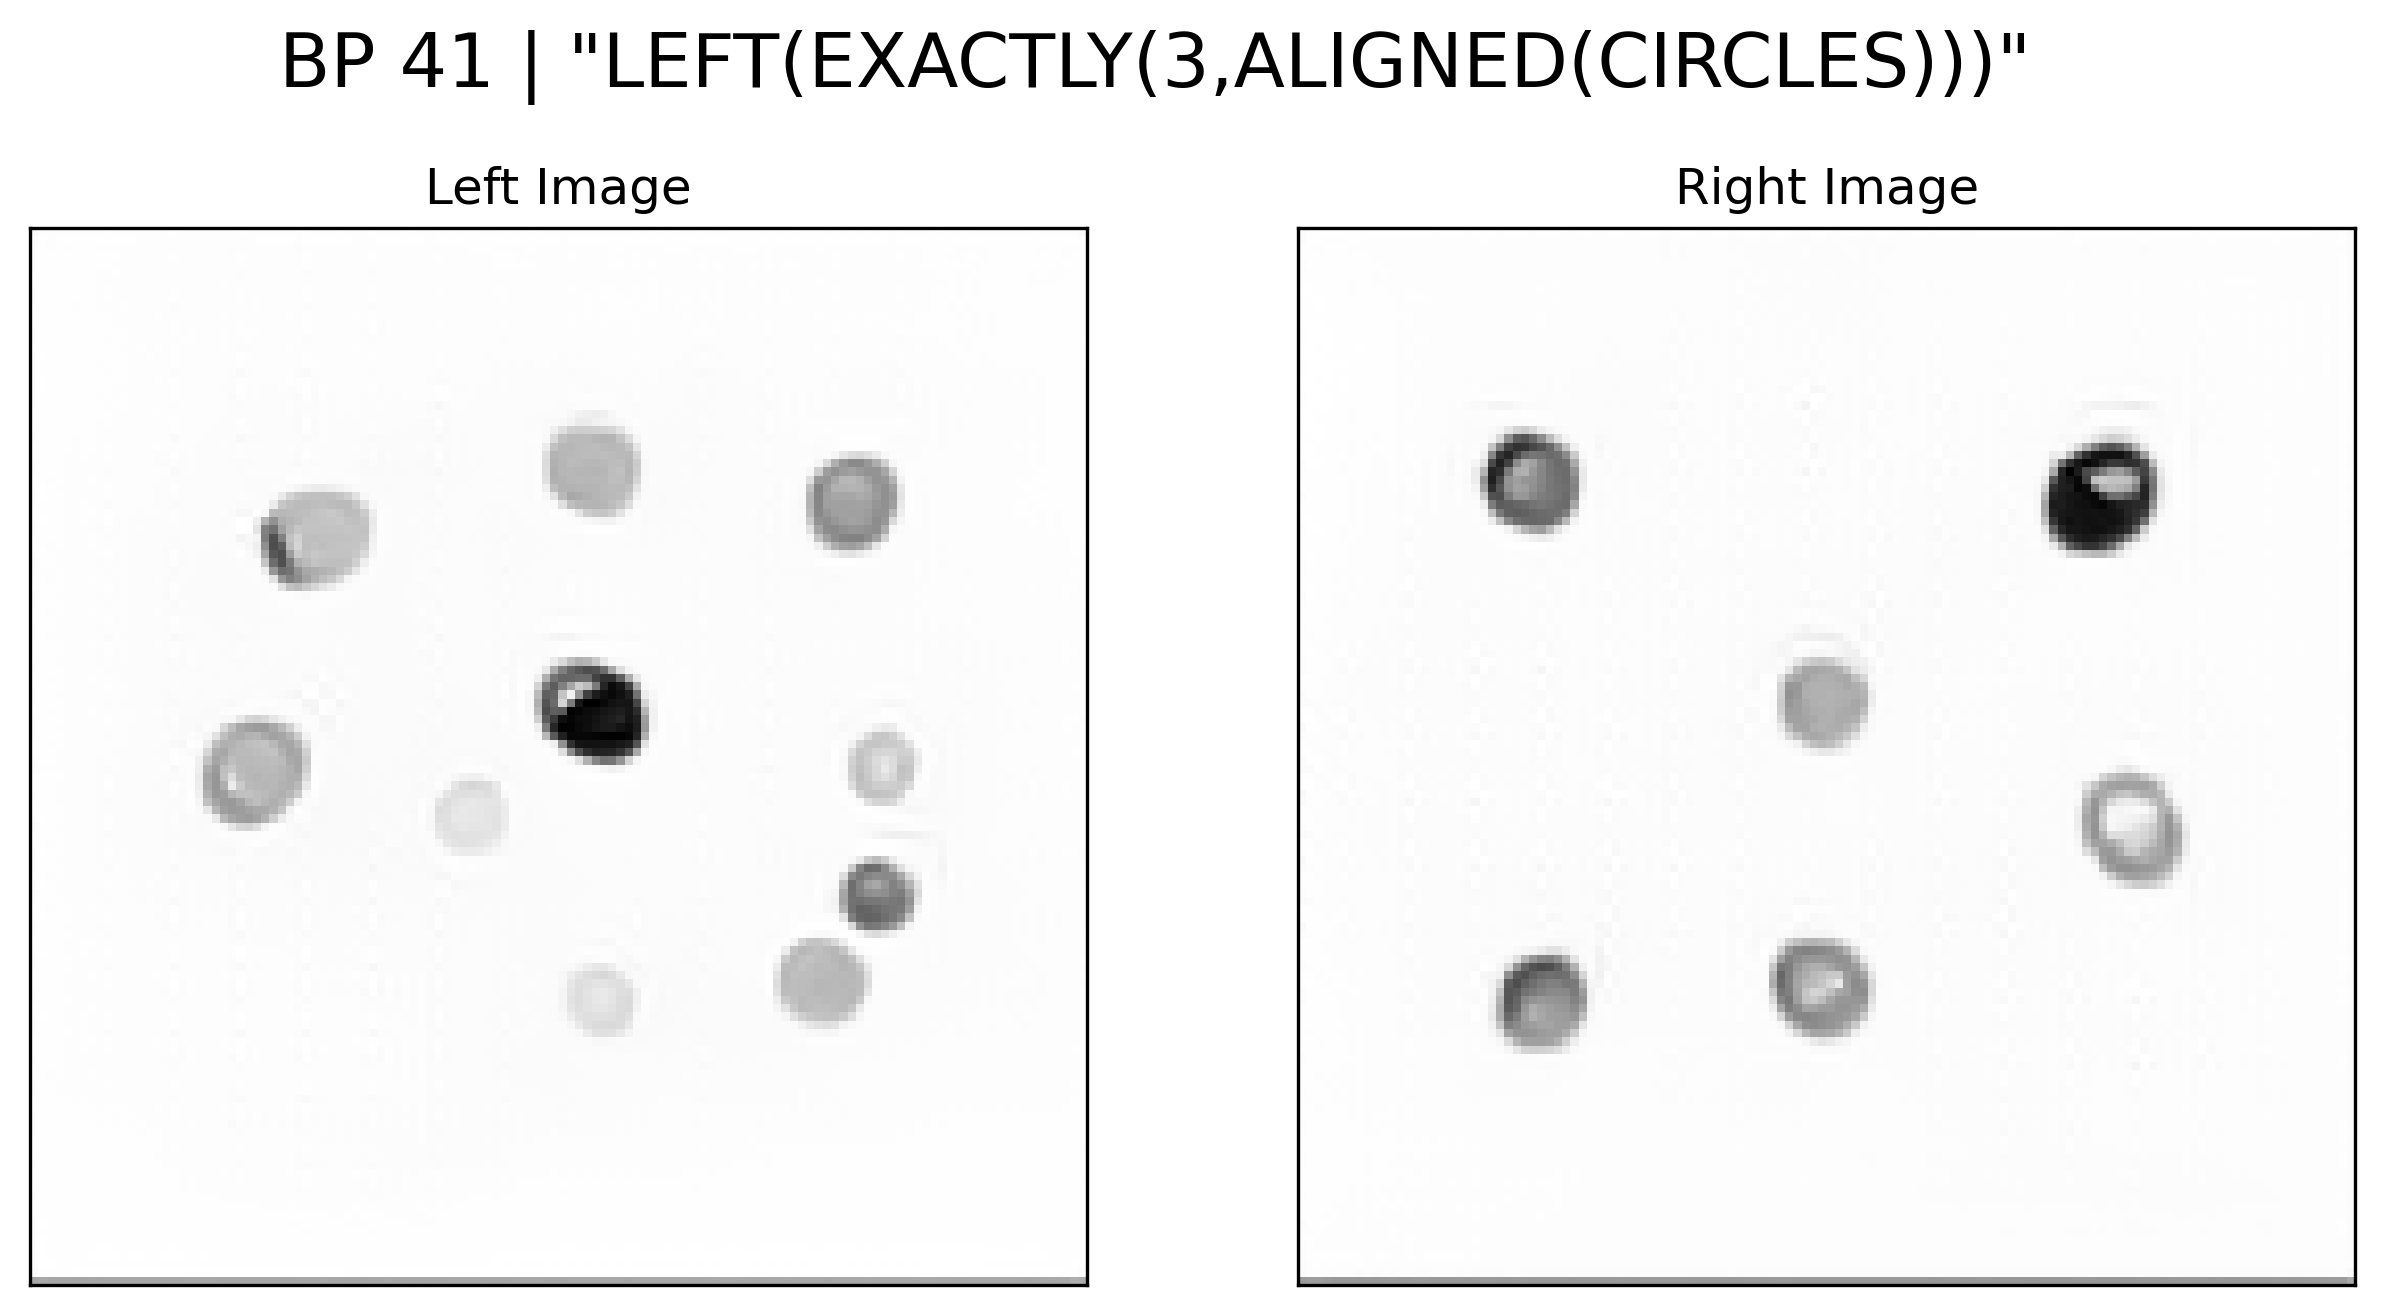 BP 41 | "LEFT(EXACTLY(3,ALIGNED(CIRCLES)))"
Left Image
Right Image